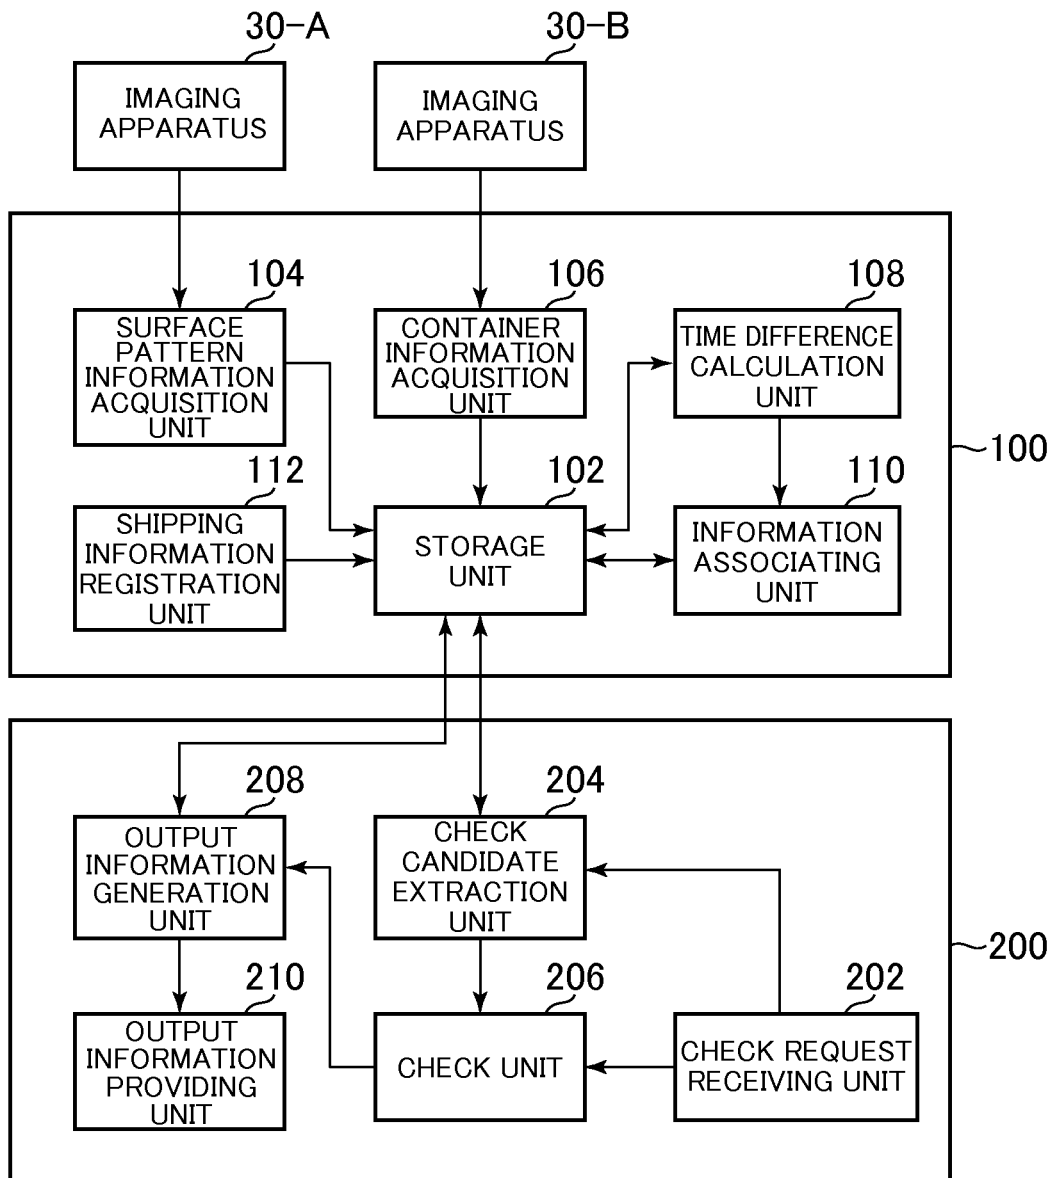 30-A
30-B
IMAGING
APPARATUS
IMAGING
APPARATUS
104
106
108
SURFACE
PATTERN
INFORMATION
ACQUISITION
UNIT
CONTAINER
INFORMATION
ACQUISITION
UNIT
TIME DIFFERENCE
CALCULATION
UNIT
100
112
102
110
SHIPPING
INFORMATION
REGISTRATION
UNIT
STORAGE
UNIT
INFORMATION
ASSOCIATING
UNIT
208
204
OUTPUT
INFORMATION
GENERATION
UNIT
CHECK
CANDIDATE
EXTRACTION
UNIT
200
210
206
202
OUTPUT
INFORMATION
PROVIDING
UNIT
CHECK UNIT
CHECK REQUEST
RECEIVING UNIT